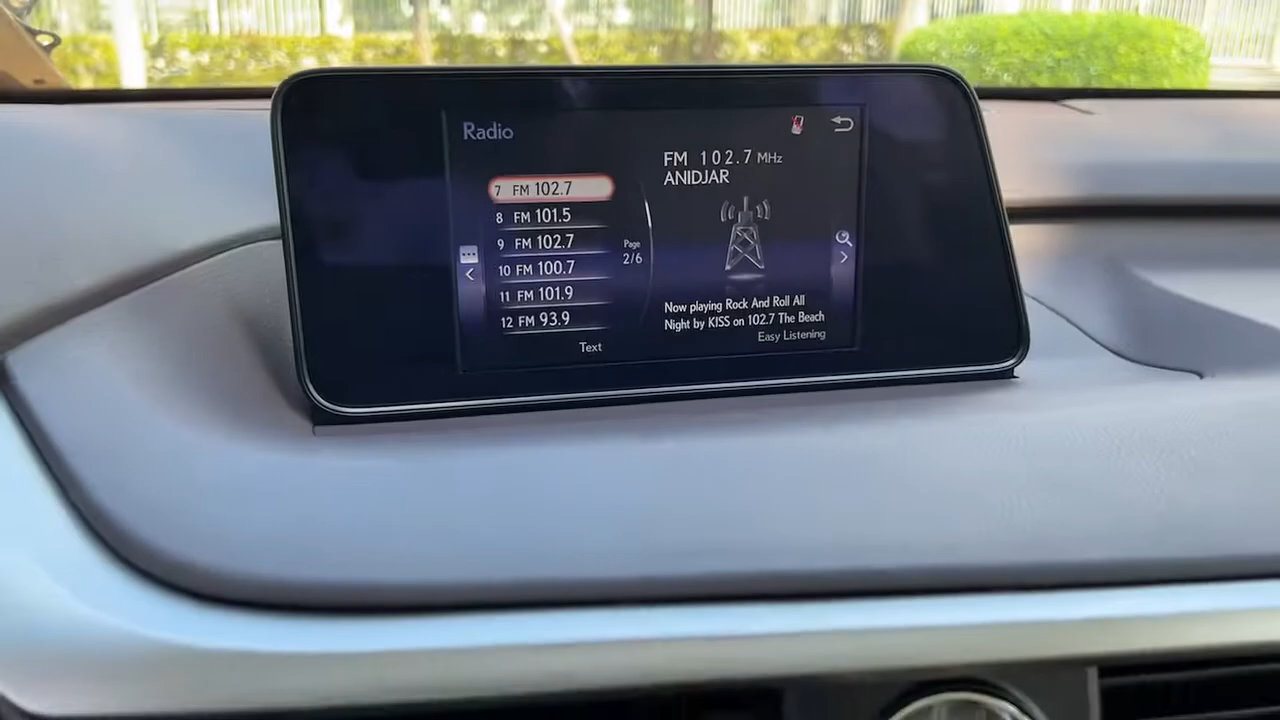 Radio
7 FM 102.7
8 FM 101.5
9 FM 102.7
10 FM 100.7
11 FM 101.9
12 FM 93.9
Page
2/6
Text
FM 102.7 MHz
ANIDJAR
Now playing Rock And Roll All
Night by KISS on 102.7 The Beach
Easy Listening